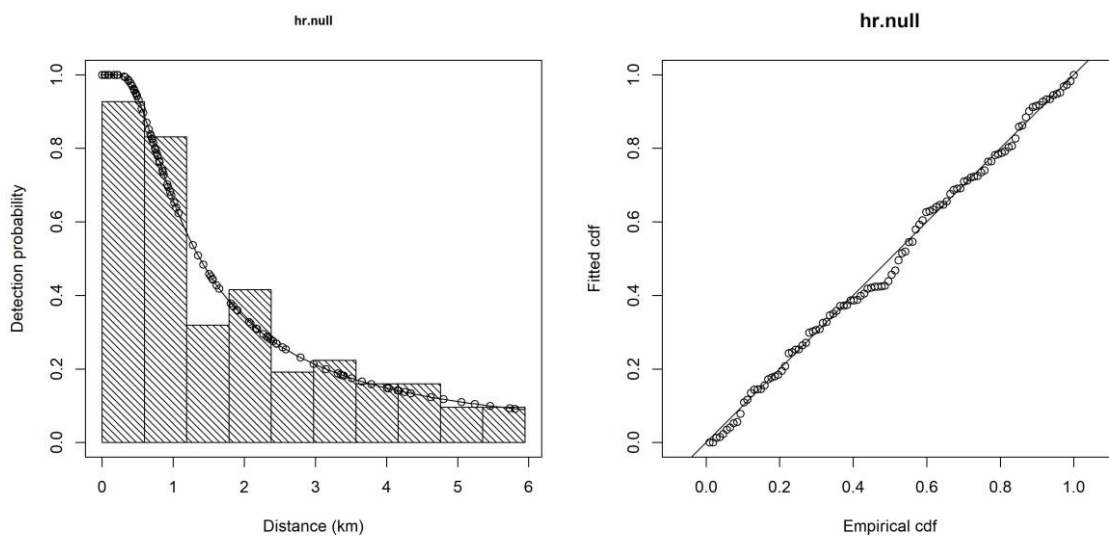 hr.null
Detection probability
1.0
0.8
0.6
0.4
0.2
0.0
0 1 2 3 4 5 6
Distance (km)
hr.null
Fitted cdf
1.0
0.8
0.6
0.4
0.2
0.0
0.0 0.2 0.4 0.6 0.8 1.0
Empirical cdf